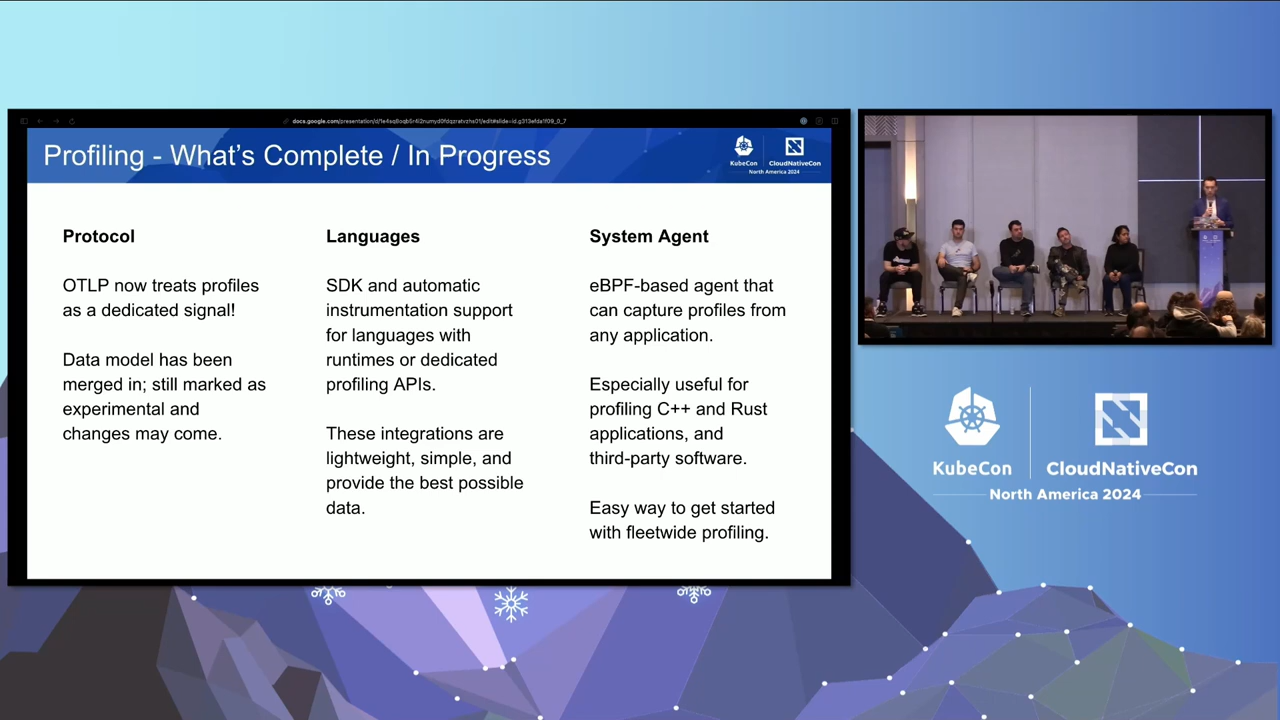 Profiling - What's Complete / In Progress
KubeCon
CloudNativeCon
North America 2024
Protocol
OTLP now treats profiles
as a dedicated signal!
Data model has been
merged in; still marked as
experimental and
changes may come.
Languages
SDK and automatic
instrumentation support
for languages with
runtimes or dedicated
profiling APIs.
These integrations are
lightweight, simple, and
provide the best possible
data.
System Agent
eBPF-based agent that
can capture profiles from
any application.
Especially useful for
profiling C++ and Rust
applications, and
third-party software.
Easy way to get started
with fleetwide profiling.
KubeCon
CloudNativeCon
North America 2024